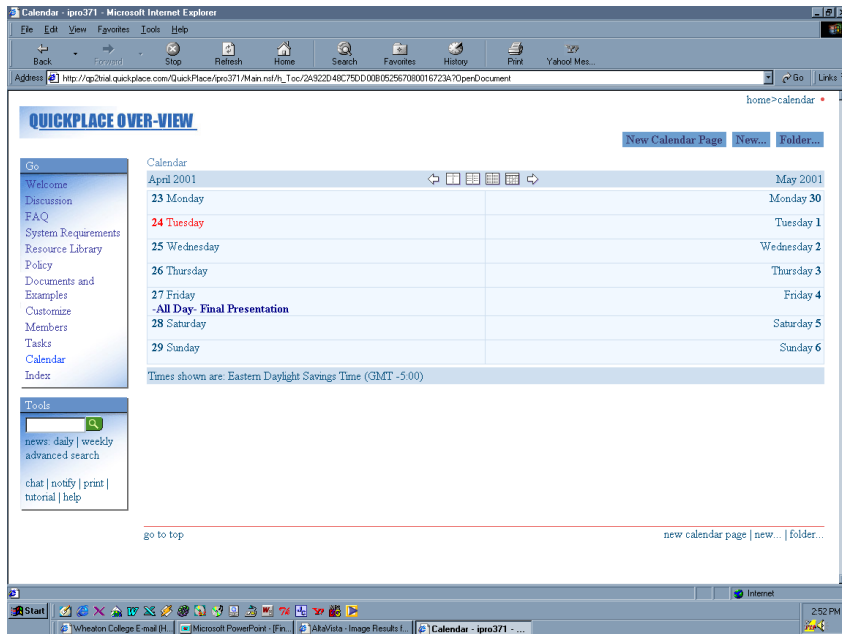 Calendar - ipro371 - Microsoft Internet Explorer
File Edit View Favorites Tools Help
Back Forward Stop Refresh Home Search Favorites History Print Yahoo! Mes...
Address http://qp2trial.quickplace.com/QuickPlace/ipro371/Main.nsf/h_Toc/2A922D48C75DD00B052567080016723A?OpenDocument Go Links
home>calendar
QUICKPLACE OVER-VIEW
New Calendar Page New... Folder...
Go
Welcome
Discussion
FAQ
System Requirements
Resource Library
Policy
Documents and
Examples
Customize
Members
Tasks
Calendar
Index
Tools
news: daily | weekly
advanced search
chat | notify | print |
tutorial | help
Calendar
April 2001 May 2001
23 Monday Monday 30
24 Tuesday Tuesday 1
25 Wednesday Wednesday 2
26 Thursday Thursday 3
27 Friday Friday 4
-All Day- Final Presentation
28 Saturday Saturday 5
29 Sunday Sunday 6
Times shown are: Eastern Daylight Savings Time (GMT -5:00)
go to top new calendar page | new... | folder...
Internet
Start 2:52 PM
Wheaton College E-mail (H... Microsoft PowerPoint - [Fin... AltaVista - Image Results f... Calendar - ipro371 - ...